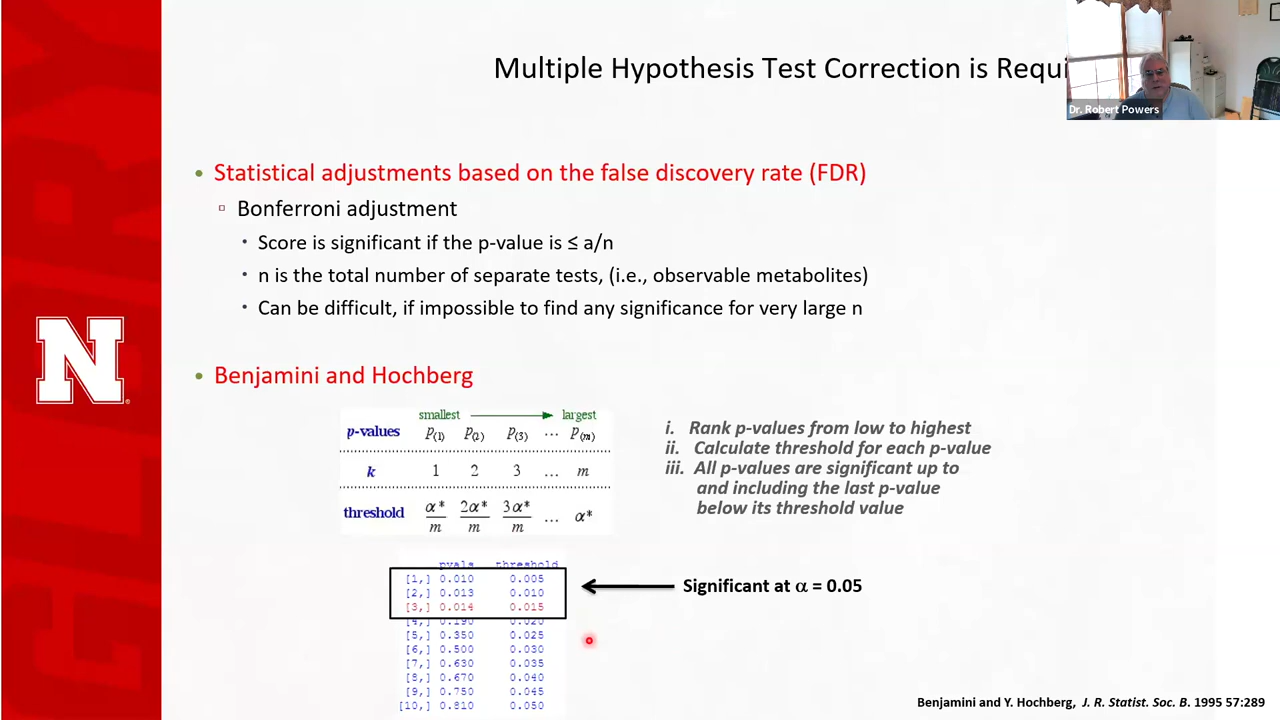 Multiple Hypothesis Test Correction is Requi
Dr. Robert Powers
• Statistical adjustments based on the false discovery rate (FDR)
▫ Bonferroni adjustment
• Score is significant if the p-value is ≤ a/n
• n is the total number of separate tests, (i.e., observable metabolites)
• Can be difficult, if impossible to find any significance for very large n
• Benjamini and Hochberg
smallest largest
p-values P(1) P(2) P(3) ... P(m)
k 1 2 3 ... m
threshold α*/m 2α*/m 3α*/m ... α*
i. Rank p-values from low to highest
ii. Calculate threshold for each p-value
iii. All p-values are significant up to
and including the last p-value
below its threshold value
pvals threshold
[1,] 0.010 0.005
[2,] 0.013 0.010
[3,] 0.014 0.015
[4,] 0.190 0.020
[5,] 0.350 0.025
[6,] 0.500 0.030
[7,] 0.630 0.035
[8,] 0.670 0.040
[9,] 0.750 0.045
[10,] 0.810 0.050
Significant at α = 0.05
N
GLORY
Benjamini and Y. Hochberg, J. R. Statist. Soc. B. 1995 57:289